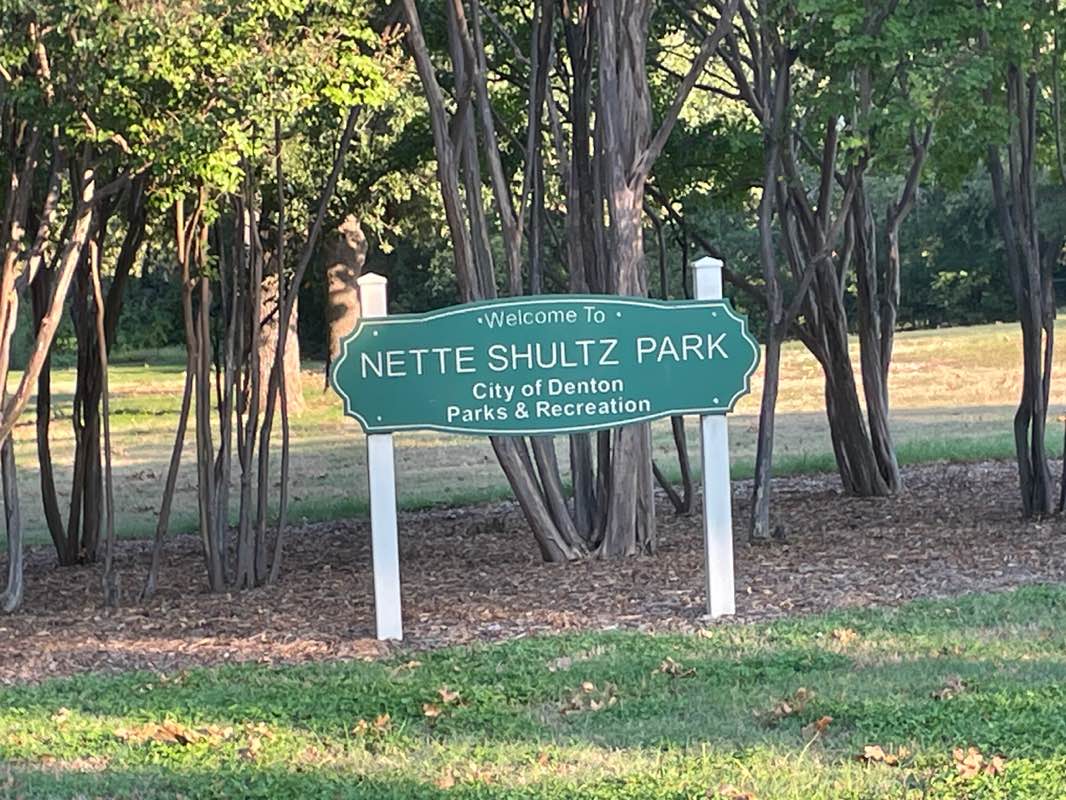 •Welcome To •
NETTE SHULTZ PARK
City of Denton
Parks & Recreation